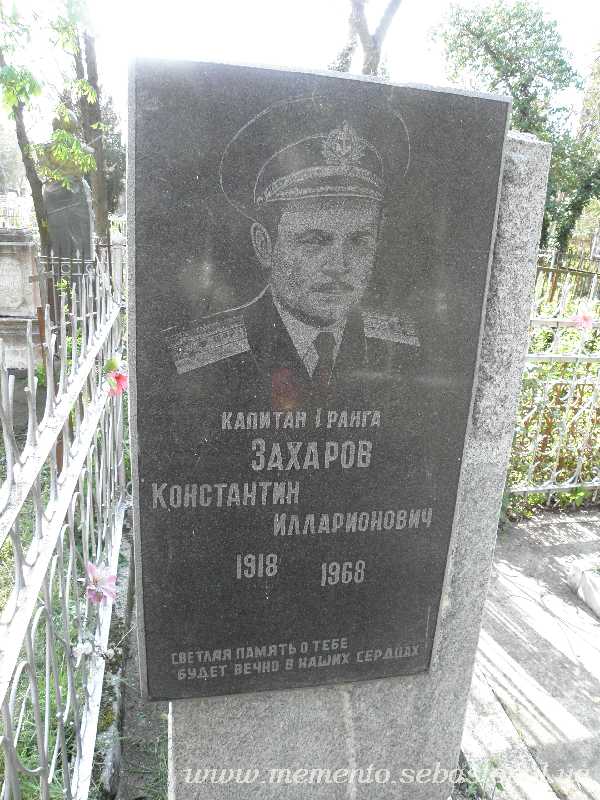 КАПИТАН I РАНГА
ЗАХАРОВ
КОНСТАНТИН
ИЛЛАРИОНОВИЧ
1918 1968
СВЕТЛАЯ ПАМЯТЬ О ТЕБЕ
БУДЕТ ВЕЧНО В НАШИХ СЕРДЦАХ
www.memento.sebastopol.ua